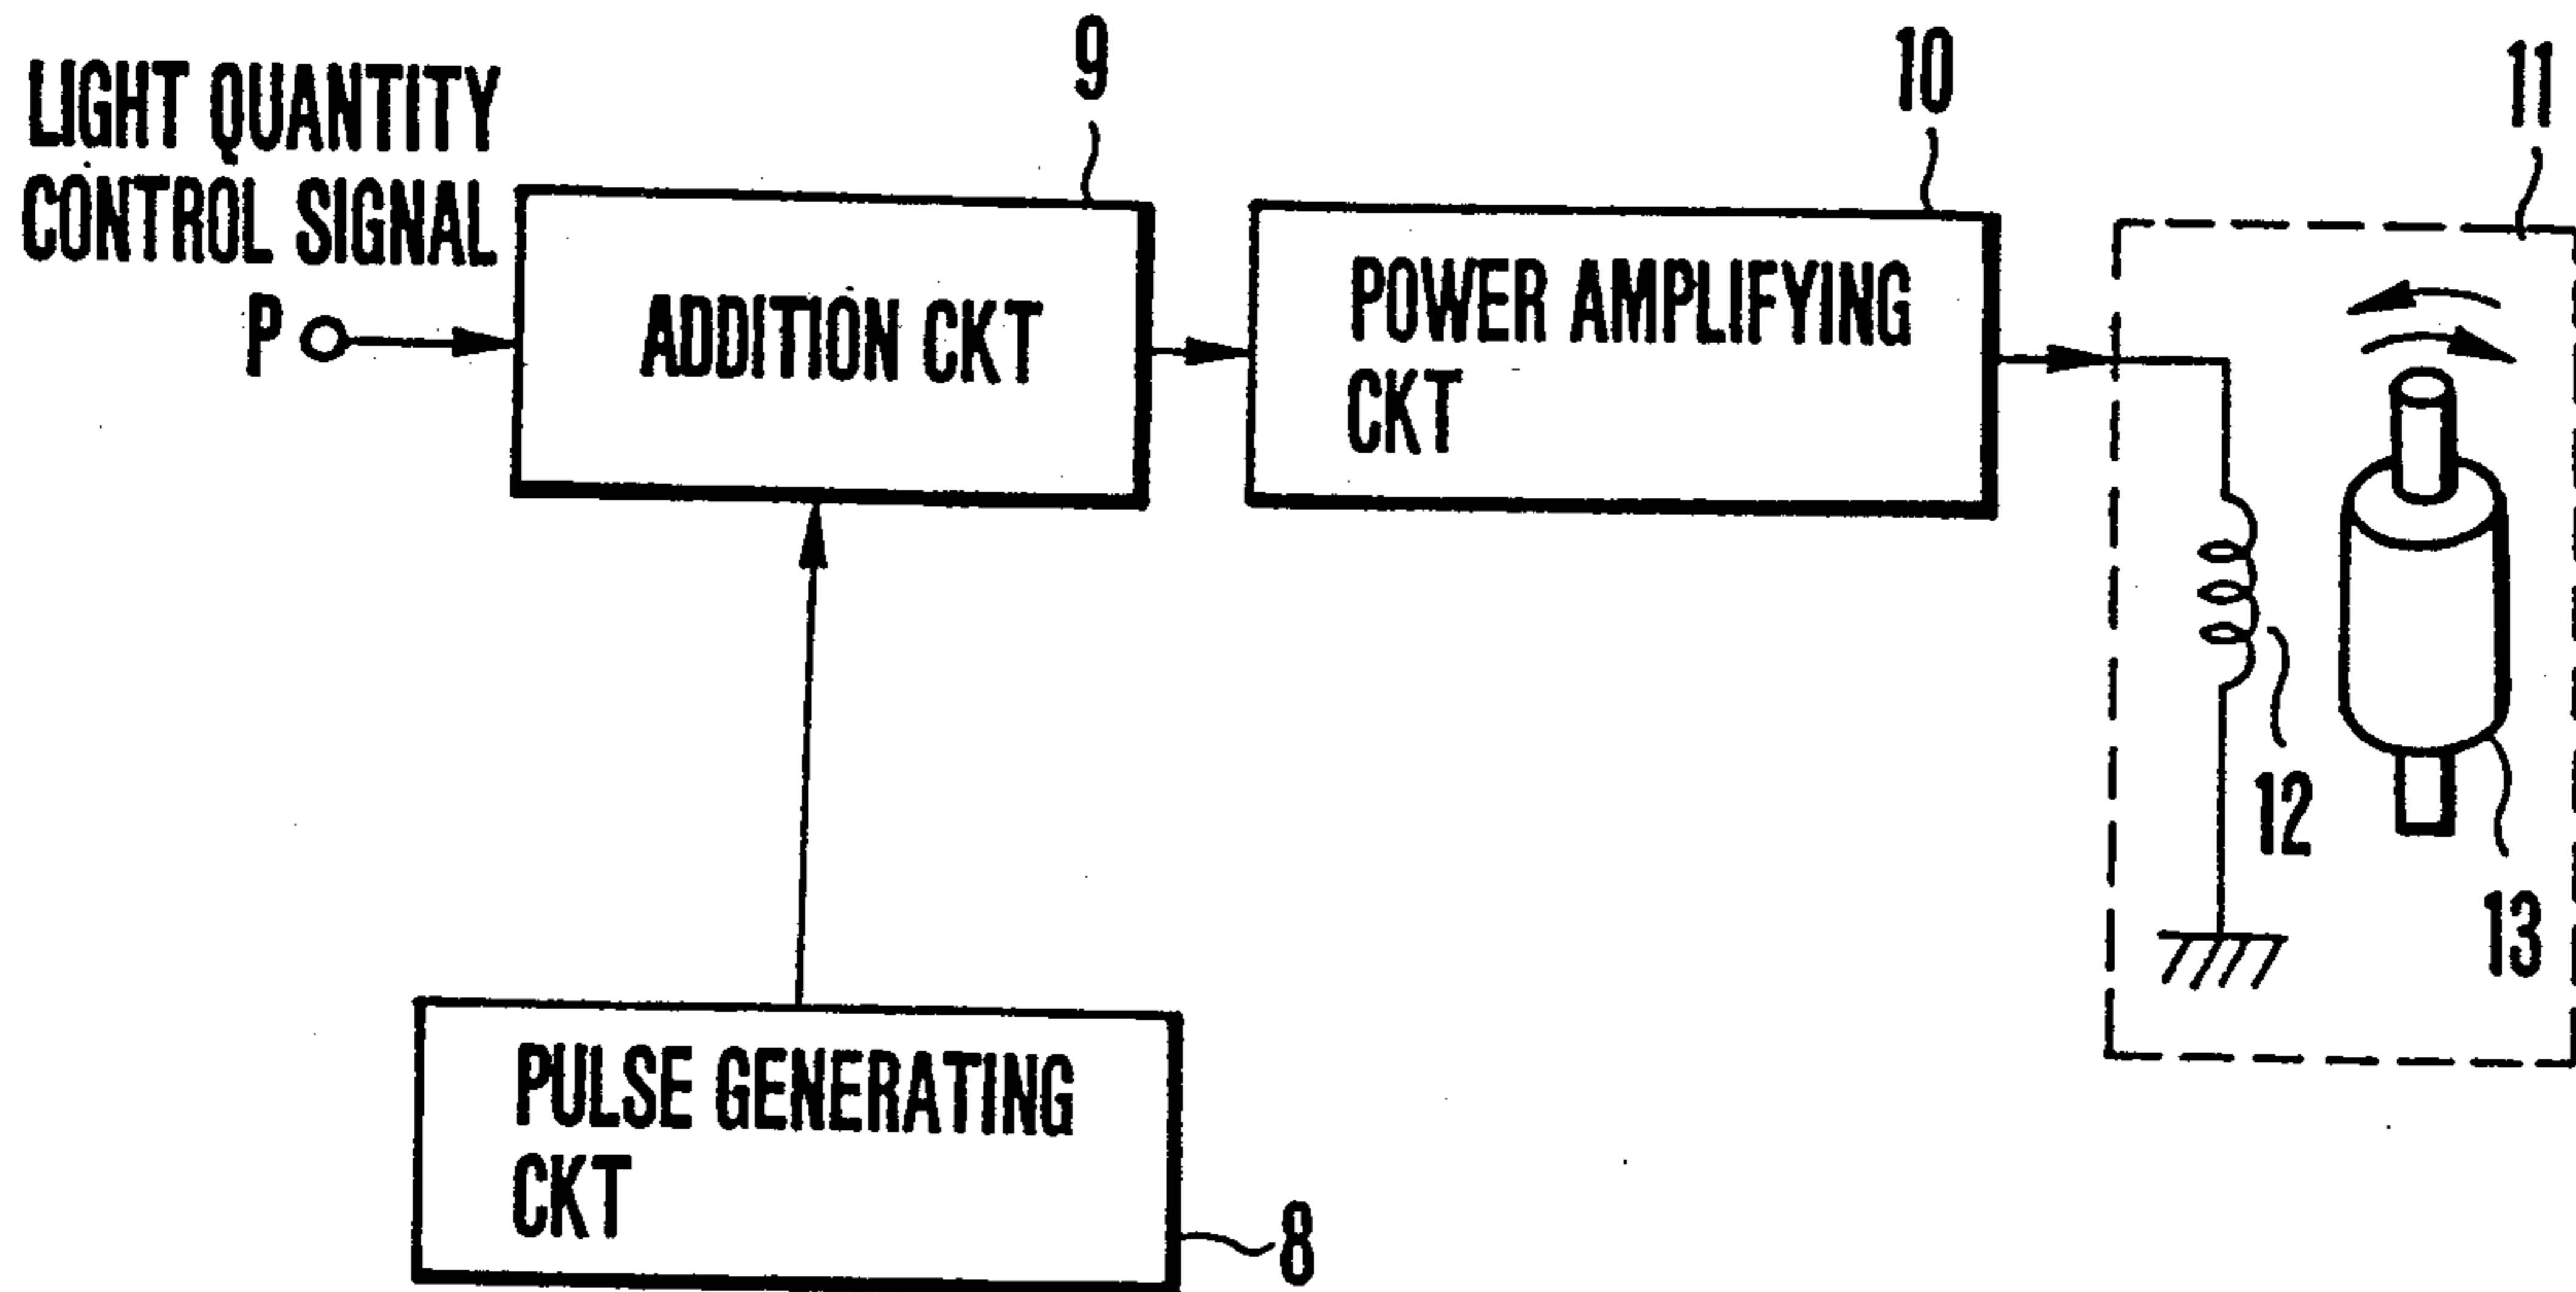 9
10
11
LIGHT QUANTITY
CONTROL SIGNAL
P
ADDITION CKT
POWER AMPLIFYING
CKT
12
13
PULSE GENERATING
CKT
8